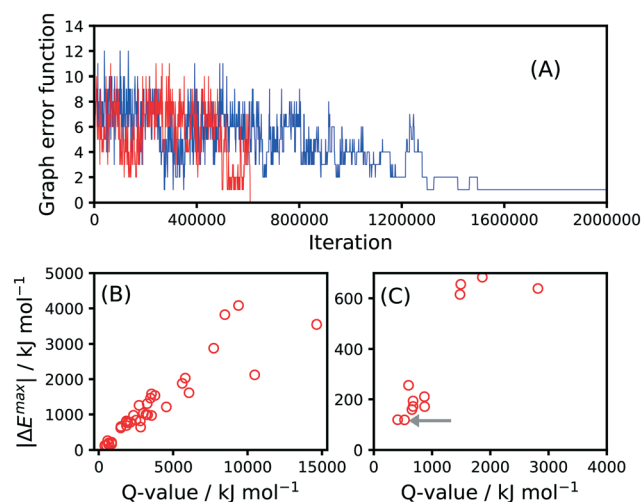 14
12
10
8
6
4
2
0
Graph error function
(A)
0 400000 800000 1200000 1600000 2000000
Iteration
5000
4000
3000
2000
1000
0
|ΔE^max| / kJ mol⁻¹
(B)
0 5000 10000 15000
Q-value / kJ mol⁻¹
600
400
200
0
(C)
0 1000 2000 3000 4000
Q-value / kJ mol⁻¹